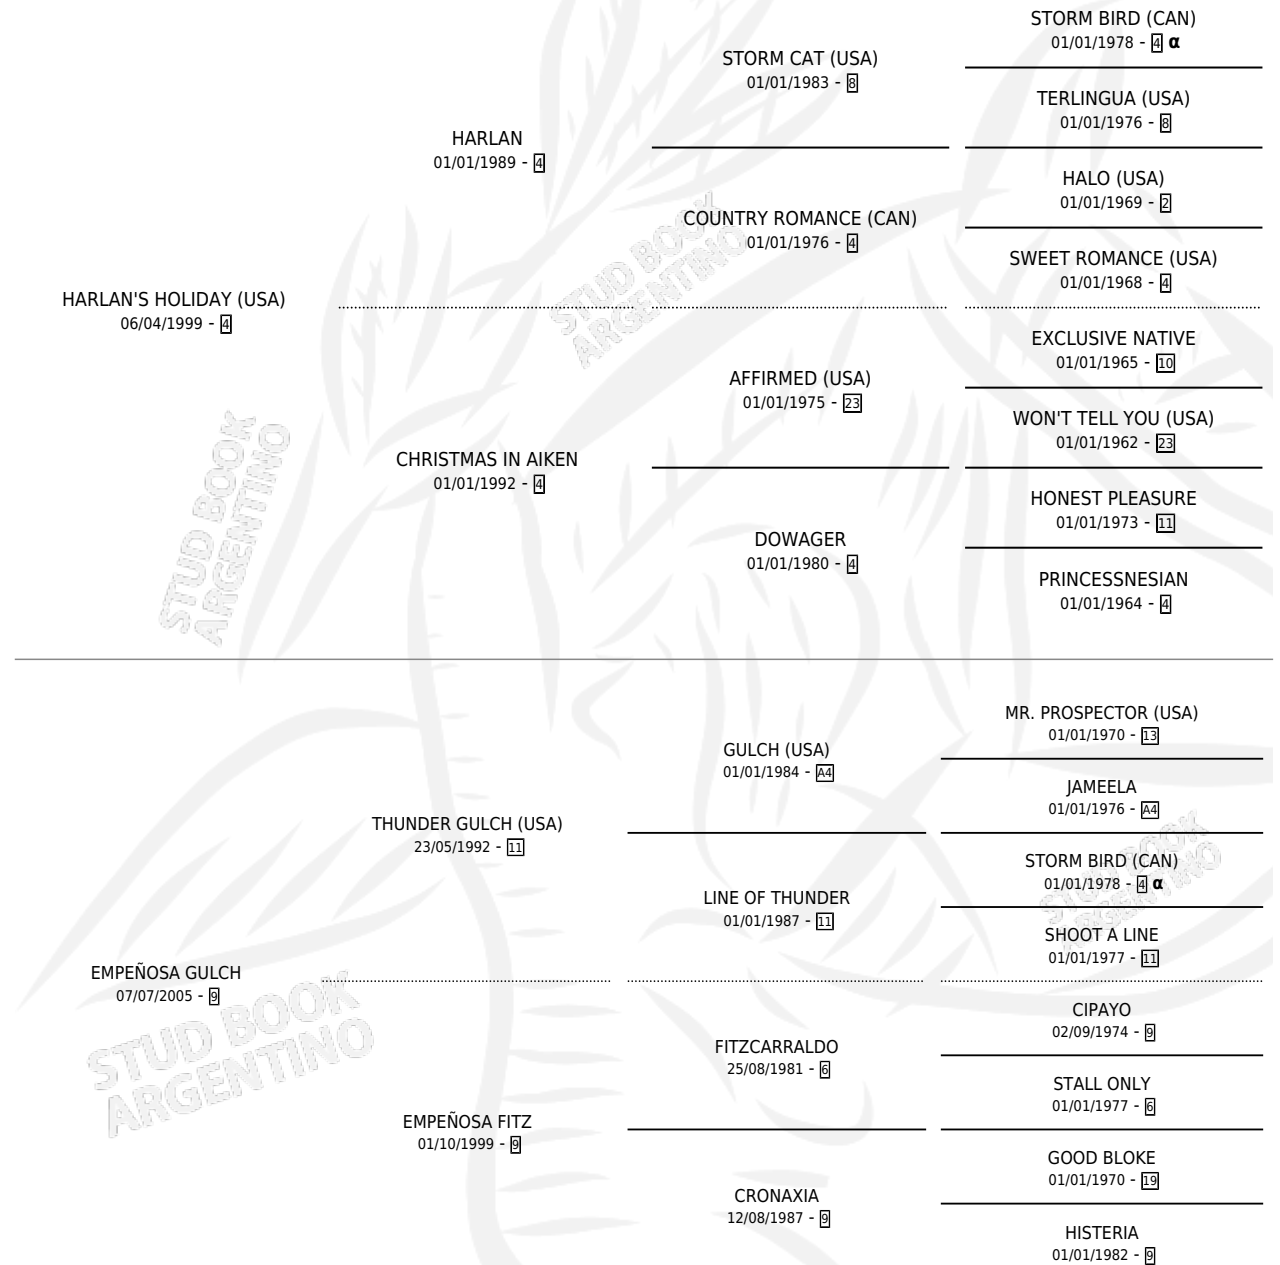 STORM BIRD (CAN)
01/01/1978 - 4 α
STORM CAT (USA)
01/01/1983 - 8
TERLINGUA (USA)
01/01/1976 - 8
HARLAN
01/01/1989 - 4
HALO (USA)
01/01/1969 - 2
COUNTRY ROMANCE (CAN)
01/01/1976 - 4
SWEET ROMANCE (USA)
01/01/1968 - 4
HARLAN'S HOLIDAY (USA)
06/04/1999 - 4
EXCLUSIVE NATIVE
01/01/1965 - 10
AFFIRMED (USA)
01/01/1975 - 23
WON'T TELL YOU (USA)
01/01/1962 - 23
CHRISTMAS IN AIKEN
01/01/1992 - 4
HONEST PLEASURE
01/01/1973 - 11
DOWAGER
01/01/1980 - 4
PRINCESSNESIAN
01/01/1964 - 4
MR. PROSPECTOR (USA)
01/01/1970 - 13
GULCH (USA)
01/01/1984 - A4
JAMEELA
01/01/1976 - A4
THUNDER GULCH (USA)
23/05/1992 - 11
STORM BIRD (CAN)
01/01/1978 - 4 α
LINE OF THUNDER
01/01/1987 - 11
SHOOT A LINE
01/01/1977 - 11
EMPEÑOSA GULCH
07/07/2005 - 9
CIPAYO
02/09/1974 - 9
FITZCARRALDO
25/08/1981 - 6
STALL ONLY
01/01/1977 - 6
EMPEÑOSA FITZ
01/10/1999 - 9
GOOD BLOKE
01/01/1970 - 19
CRONAXIA
12/08/1987 - 9
HISTERIA
01/01/1982 - 9
STUD BOOK
ARGENTINO
STUD BOOK
ARGENTINO
STUD BOOK
ARGENTINO
STUD BOOK
ARGENTINO